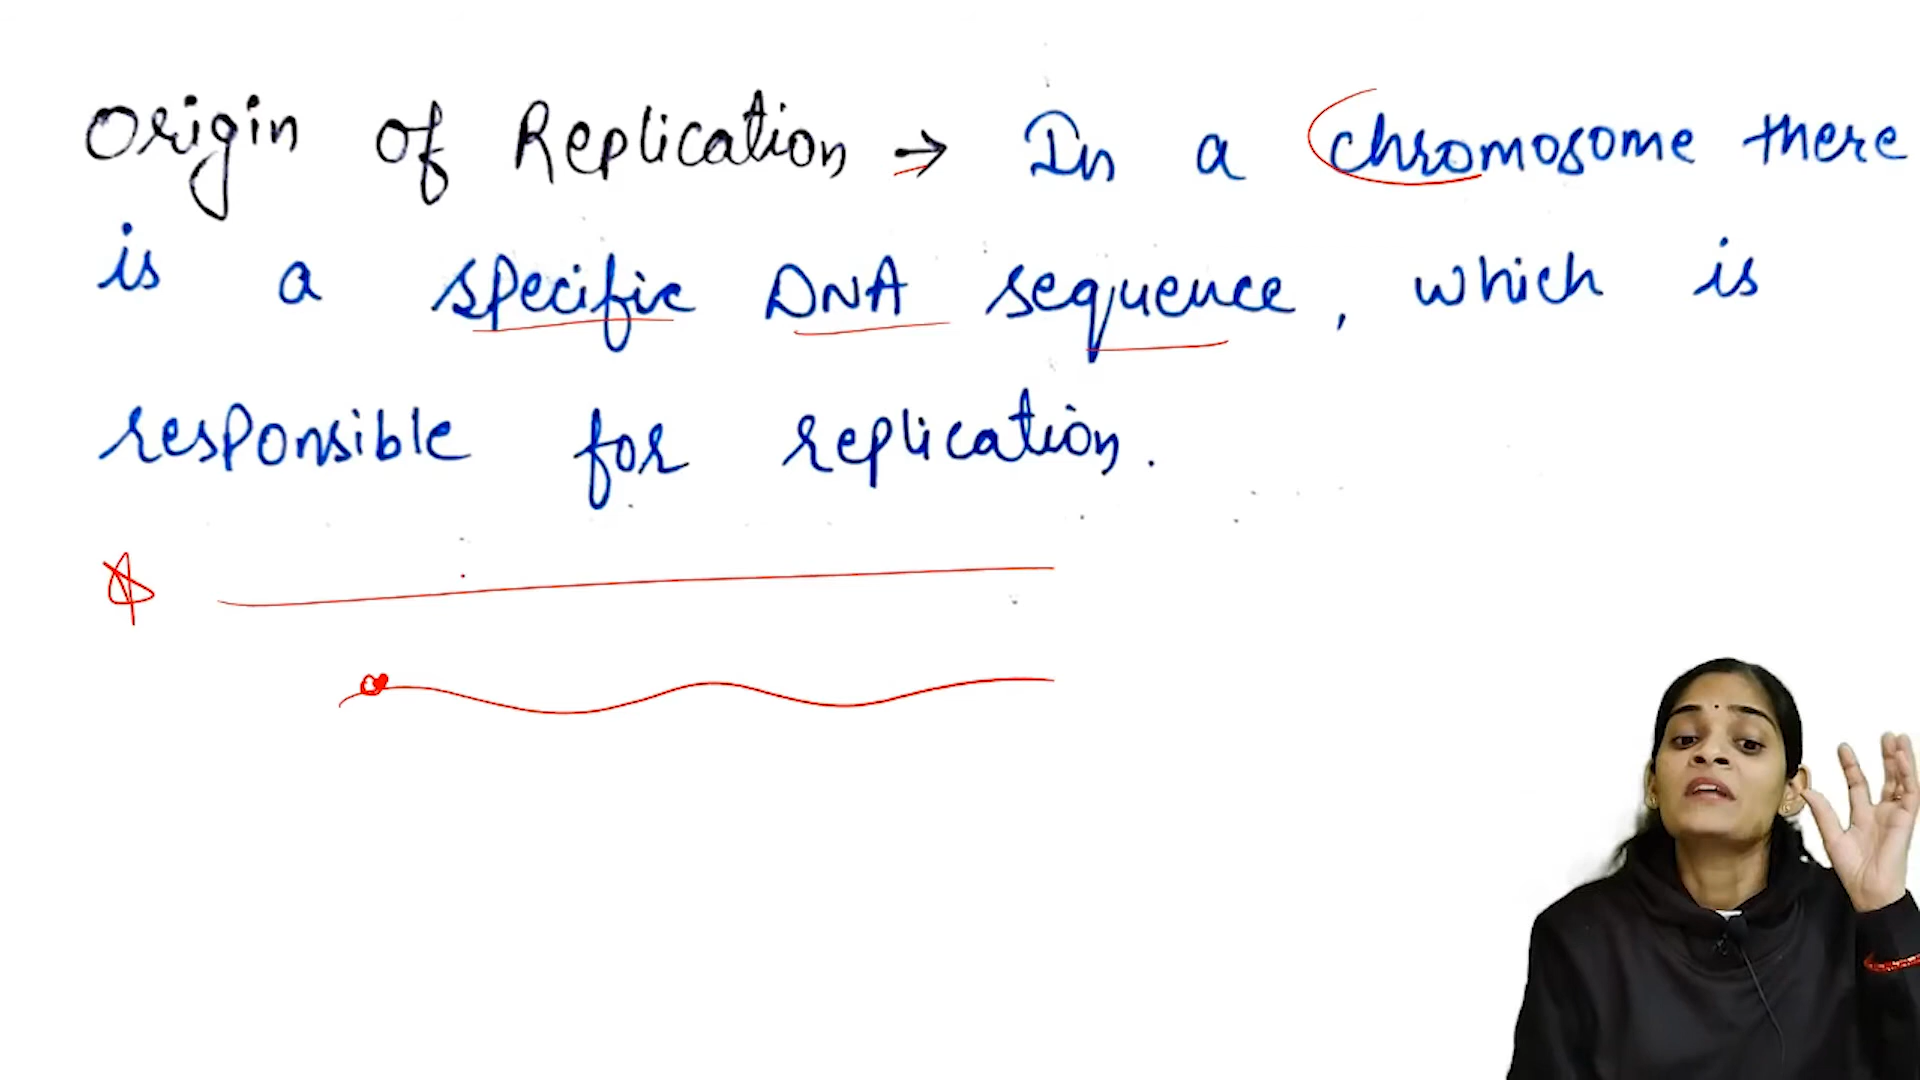 Origin of Replication → In a chromosome there
is a specific DNA sequence, which is
responsible for replication.